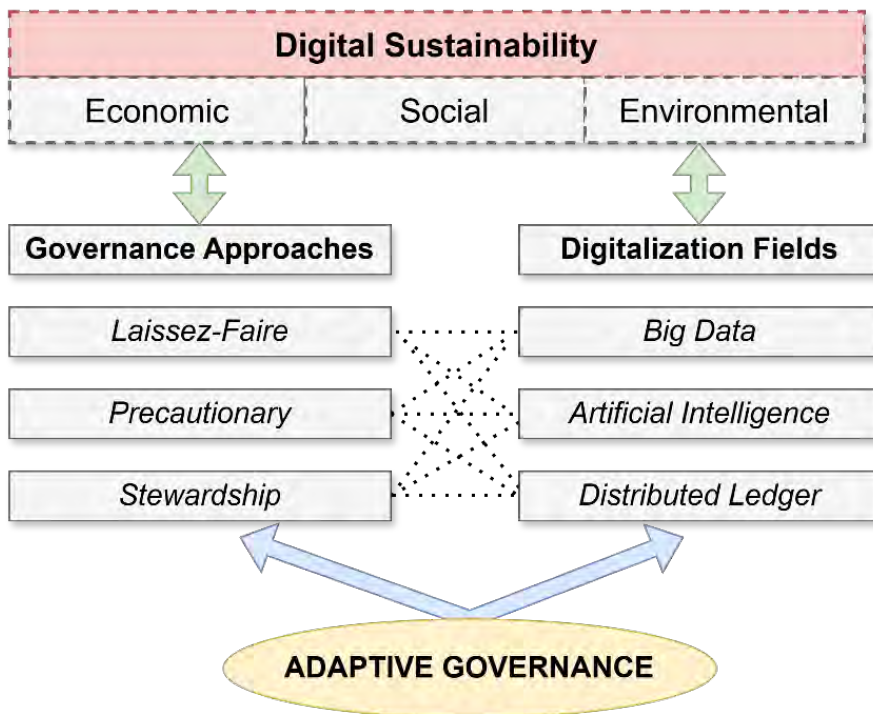 Digital Sustainability
Economic
Social
Environmental
Governance Approaches
Digitalization Fields
Laissez-Faire
Big Data
Precautionary
Artificial Intelligence
Stewardship
Distributed Ledger
ADAPTIVE GOVERNANCE